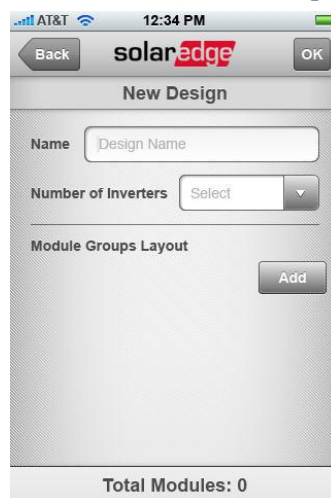 AT&T 12:34 PM
Back solaredge OK
New Design
Name Design Name
Number of Inverters Select
Module Groups Layout
Add
Total Modules: 0